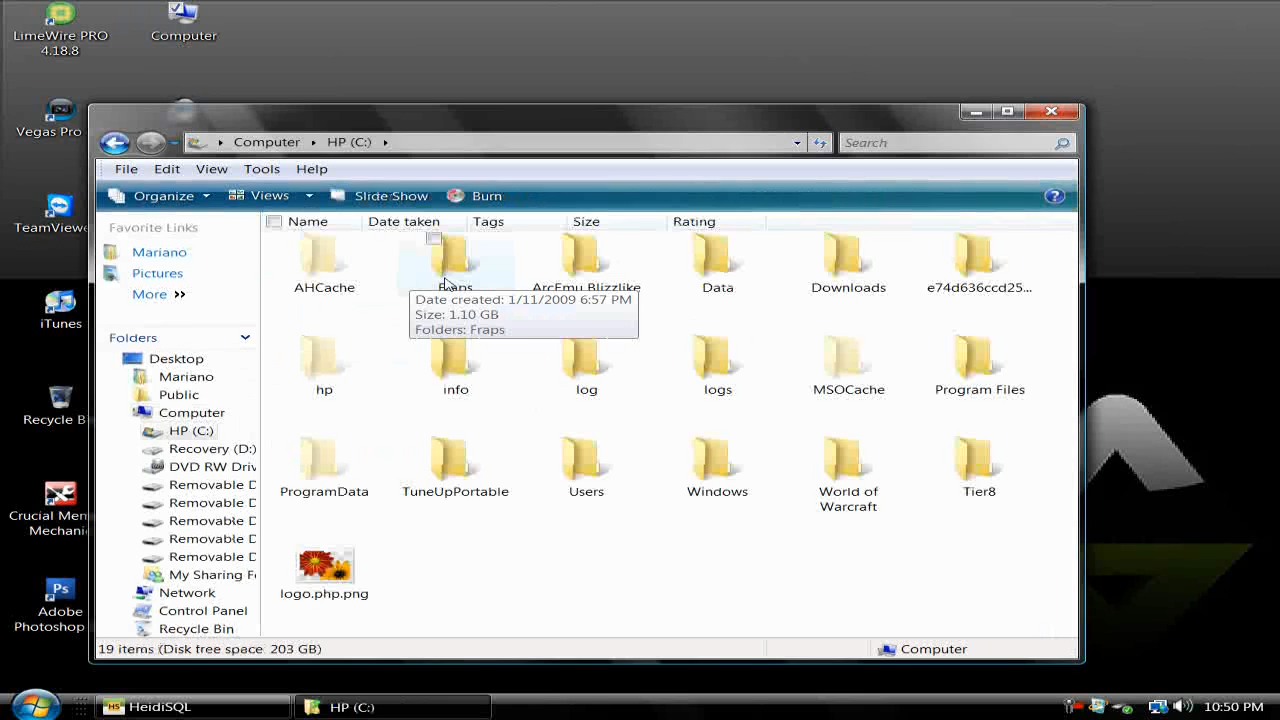 LimeWire PRO
4.18.8
Computer
Vegas Pro
TeamViewe
iTunes
Recycle B
Crucial Mem
Mechani
Adobe
Photoshop
Computer
HP (C:)
Search
File Edit View Tools Help
Organize Views Slide Show Burn
Favorite Links
Mariano
Pictures
More
Folders
Desktop
Mariano
Public
Computer
HP (C:)
Recovery (D:)
DVD RW Driv
Removable D
Removable D
Removable D
Removable D
Removable D
My Sharing F
Network
Control Panel
Recycle Bin
Name Date taken Tags Size Rating
AHCache
Fraps
ArcEmu Blizzlike
Data
Downloads
e74d636ccd25...
Date created: 1/11/2009 6:57 PM
Size: 1.10 GB
Folders: Fraps
hp
info
log
logs
MSOCache
Program Files
ProgramData
TuneUpPortable
Users
Windows
World of
Warcraft
Tier8
logo.php.png
19 items (Disk free space: 203 GB)
Computer
HS HeidiSQL
HP (C:)
10:50 PM